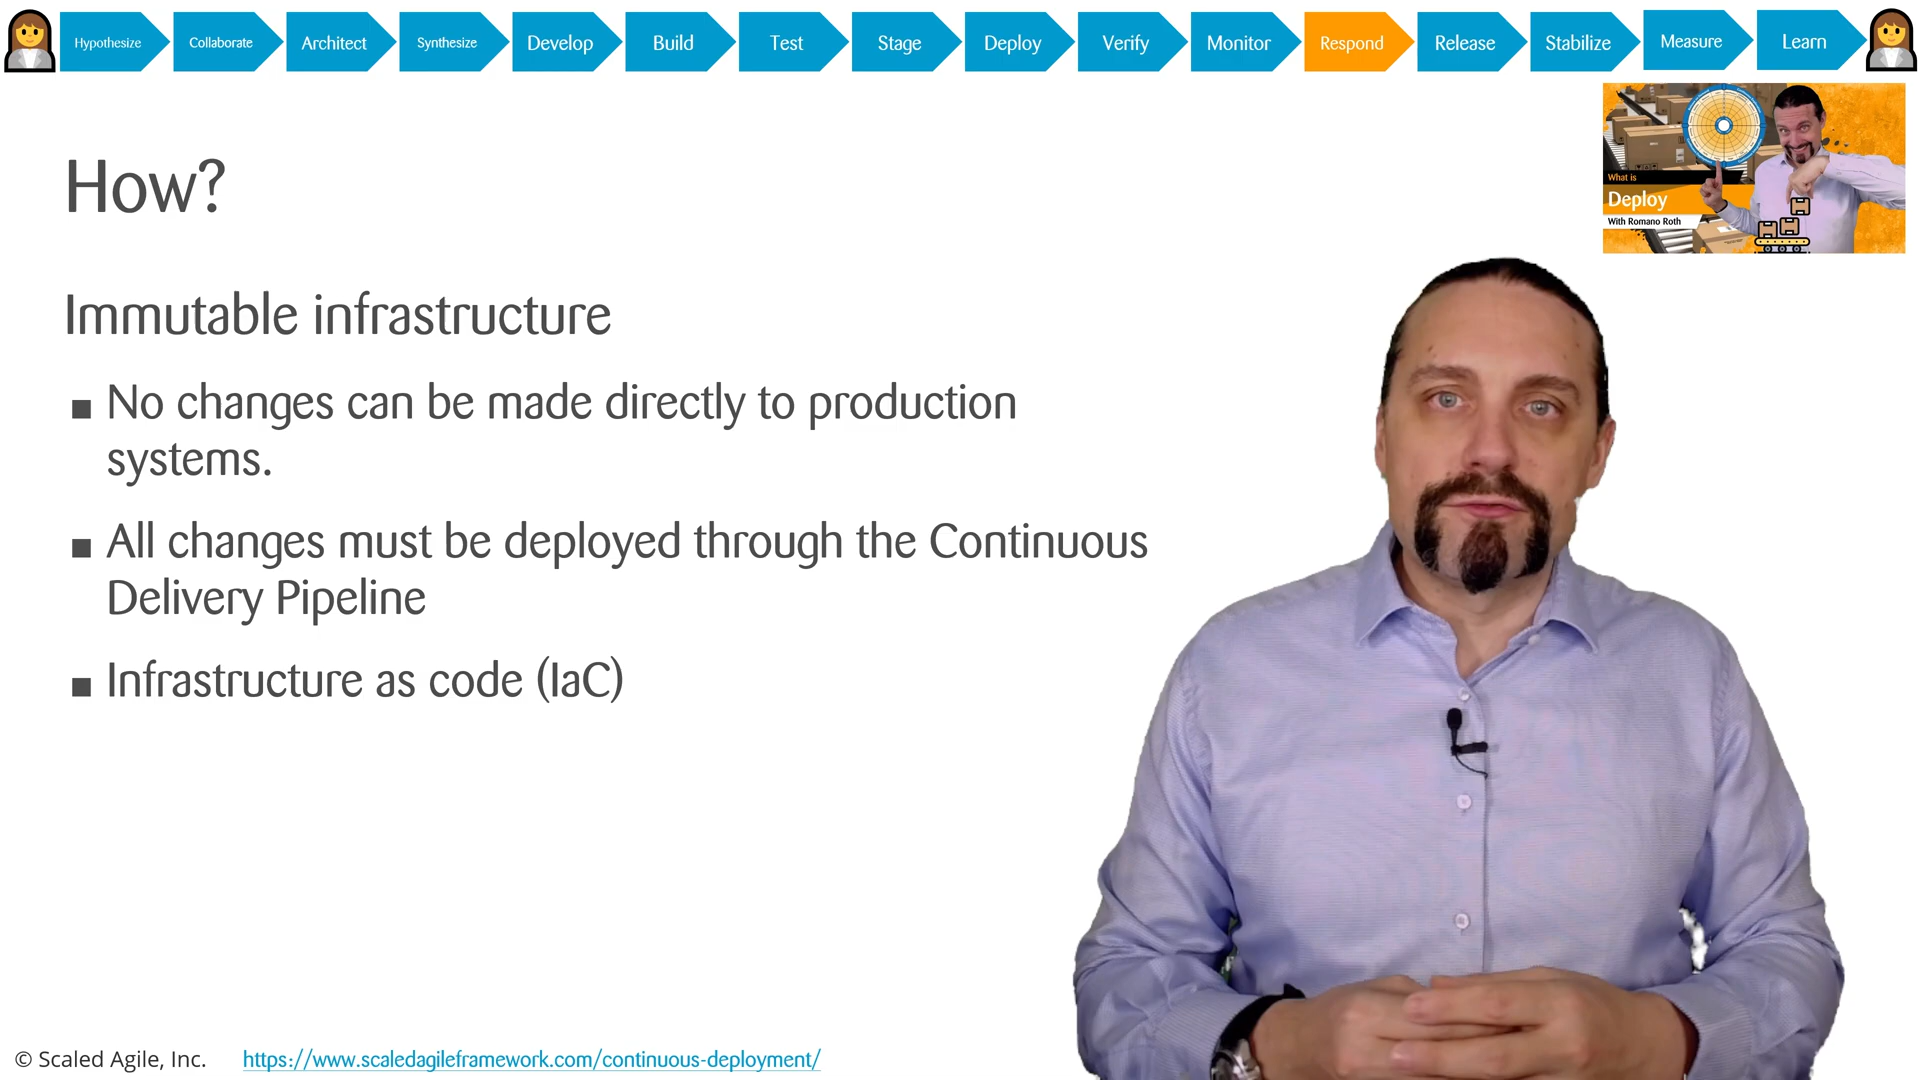 Hypothesize Collaborate Architect Synthesize Develop Build Test Stage Deploy Verify Monitor Respond Release Stabilize Measure Learn
What is
Deploy
With Romano Roth
How?
Immutable infrastructure
■ No changes can be made directly to production
systems.
■ All changes must be deployed through the Continuous
Delivery Pipeline
■ Infrastructure as code (IaC)
© Scaled Agile, Inc. https://www.scaledagileframework.com/continuous-deployment/